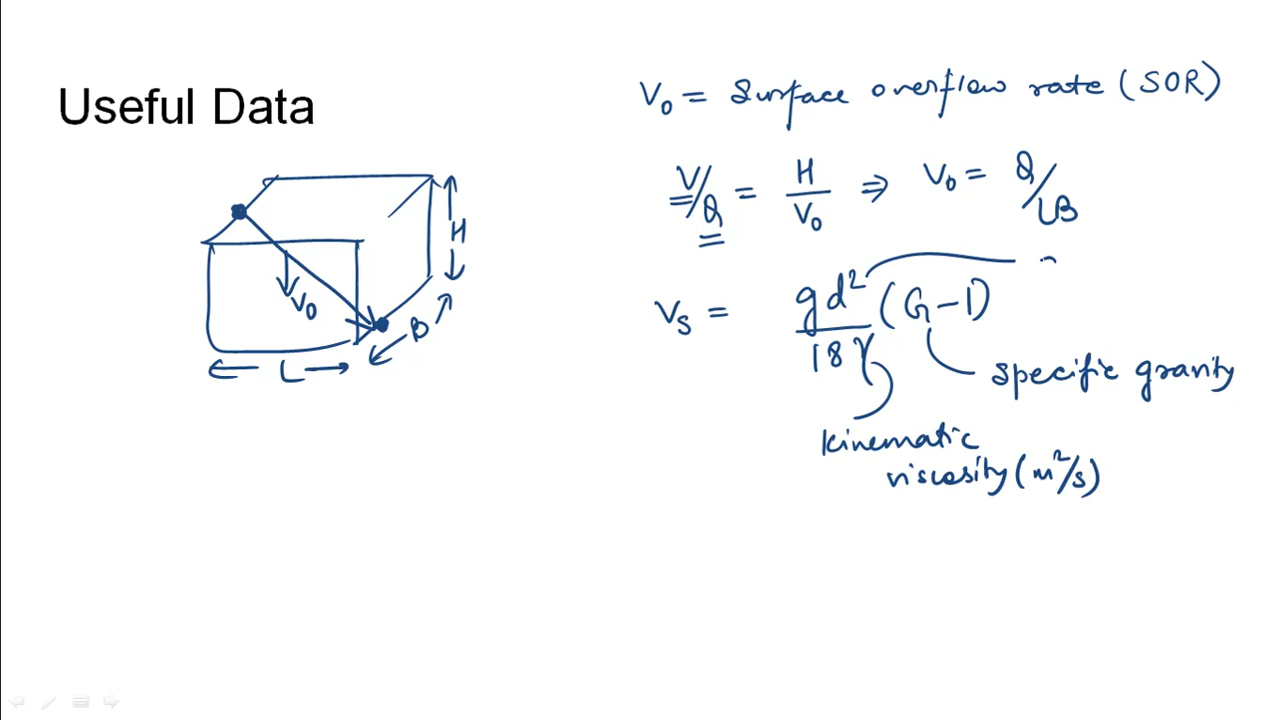 Useful Data
V₀ = Surface overflow rate (SOR)
V/Q = H/V₀ ⇒ V₀ = Q/LB
Vₛ = gd²/18γ (G-1)
specific gravity
kinematic
viscosity (m²/s)
H
V₀
B
L